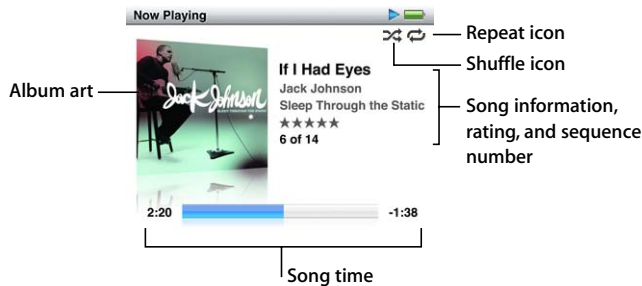 Now Playing
Repeat icon
Shuffle icon
Album art
Jack Johnson
If I Had Eyes
Jack Johnson
Sleep Through the Static
★★★★★
6 of 14
Song information,
rating, and sequence
number
2:20
-1:38
Song time